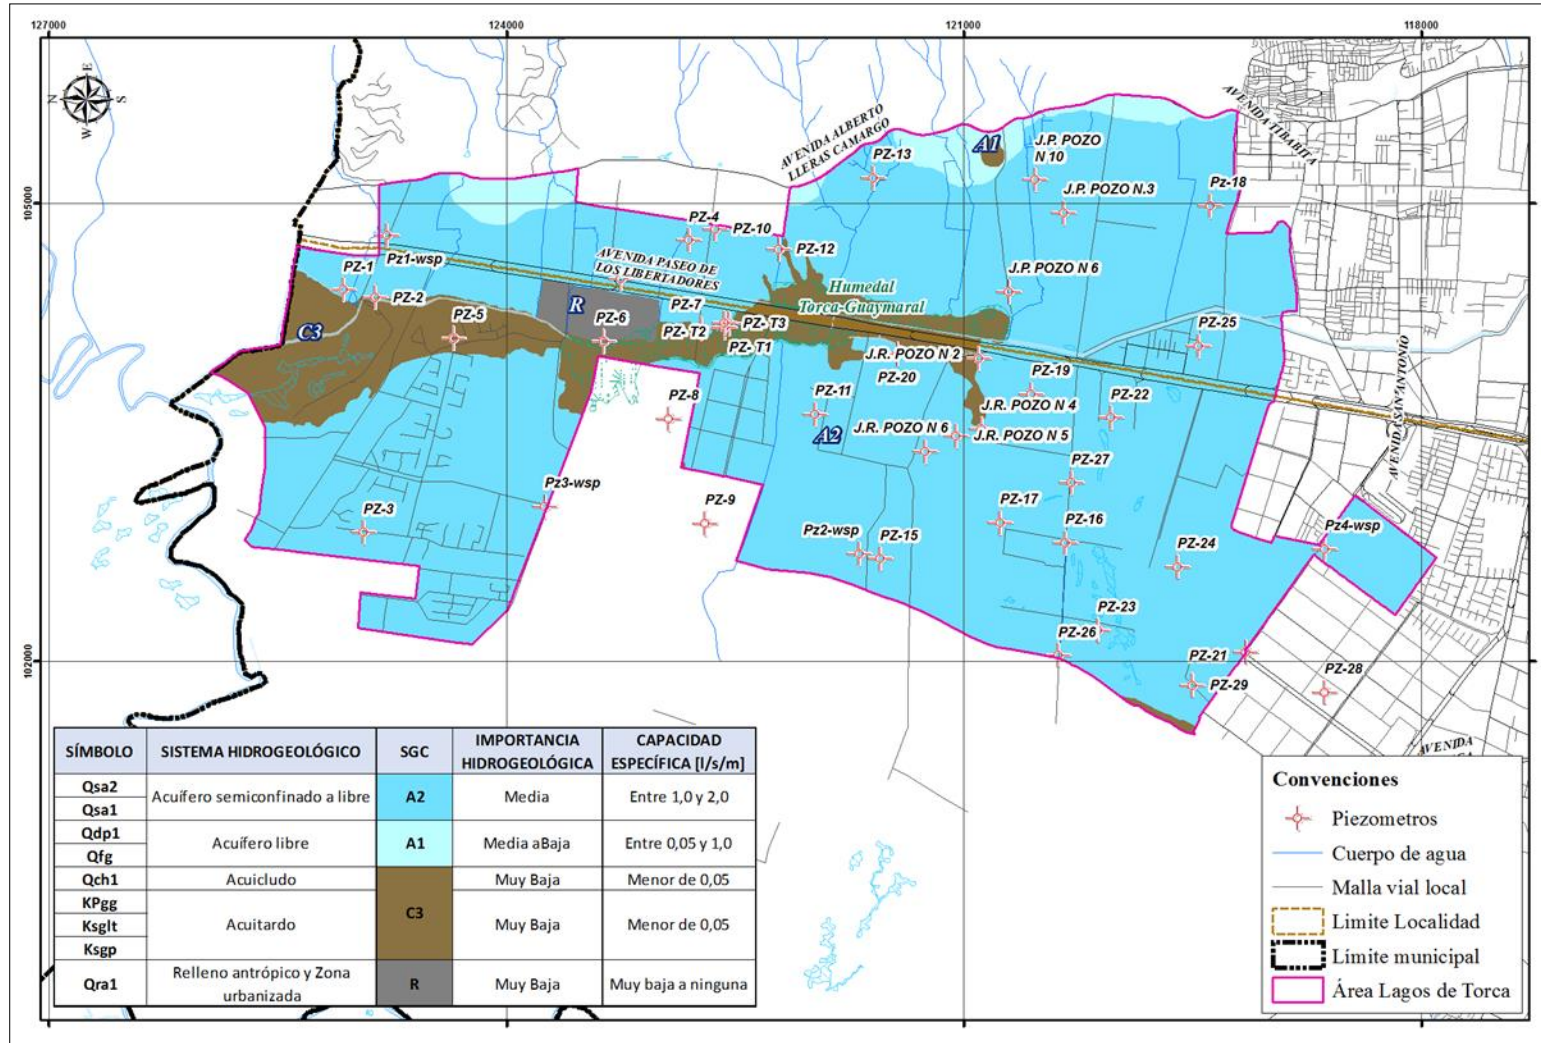 127000
124000
121000
118000
105000
102000
N
E
S
W
AVENIDA ALBERTO
LLERAS CAMARGO
AVENIDA TIBABITA
A1
J.P. POZO
N 10
PZ-13
J.P. POZO N.3
Pz-18
PZ-4
PZ-10
PZ-12
Pz1-wsp
AVENIDA PASEO DE
LOS LIBERTADORES
PZ-1
PZ-2
J.P. POZO N 6
Humedal
Torca-Guaymaral
R
C3
PZ-5
PZ-6
PZ-7
PZ- T2
PZ- T3
PZ- T1
PZ-25
J.R. POZO N 2
PZ-20
PZ-19
PZ-8
PZ-11
J.R. POZO N 4
PZ-22
A2
J.R. POZO N 6
J.R. POZO N 5
AVENIDA SAN ANTONIO
PZ-27
Pz3-wsp
PZ-3
PZ-9
PZ-17
PZ-16
Pz2-wsp
PZ-15
PZ-24
Pz4-wsp
PZ-23
PZ-26
PZ-21
PZ-29
PZ-28
AVENIDA
SÍMBOLO SISTEMA HIDROGEOLÓGICO SGC IMPORTANCIA HIDROGEOLÓGICA CAPACIDAD ESPECÍFICA [l/s/m]
Qsa2
Qsa1
Acuífero semiconfinado a libre A2 Media Entre 1,0 y 2,0
Qdp1
Qfg
Acuífero libre A1 Media aBaja Entre 0,05 y 1,0
Qch1 Acuicludo Muy Baja Menor de 0,05
KPgg
Ksglt
Ksgp
Acuitardo C3 Muy Baja Menor de 0,05
Qra1 Relleno antrópico y Zona urbanizada R Muy Baja Muy baja a ninguna
Convenciones
Piezometros
Cuerpo de agua
Malla vial local
Limite Localidad
Límite municipal
Área Lagos de Torca